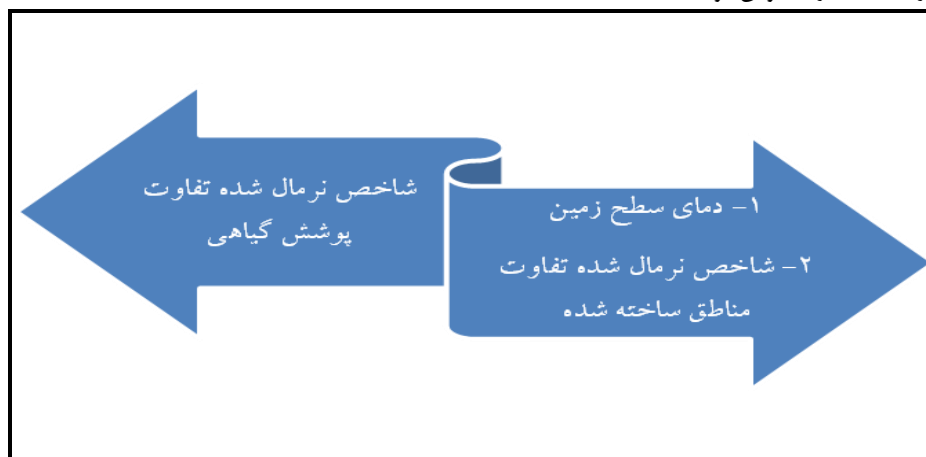 ۱- دمای سطح زمین
۲- شاخص نرمال شده تفاوت
مناطق ساخته شده
شاخص نرمال شده تفاوت
پوشش گیاهی